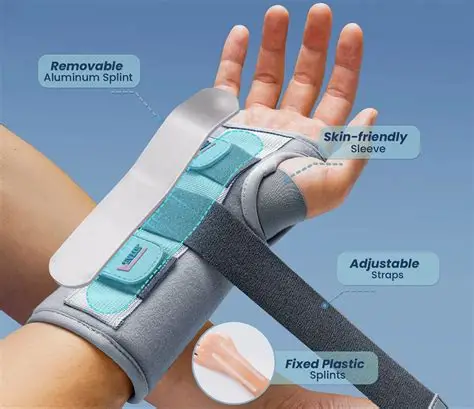 Removable
Aluminum Splint
Skin-friendly
Sleeve
Adjustable
Straps
Fixed Plastic
Splints